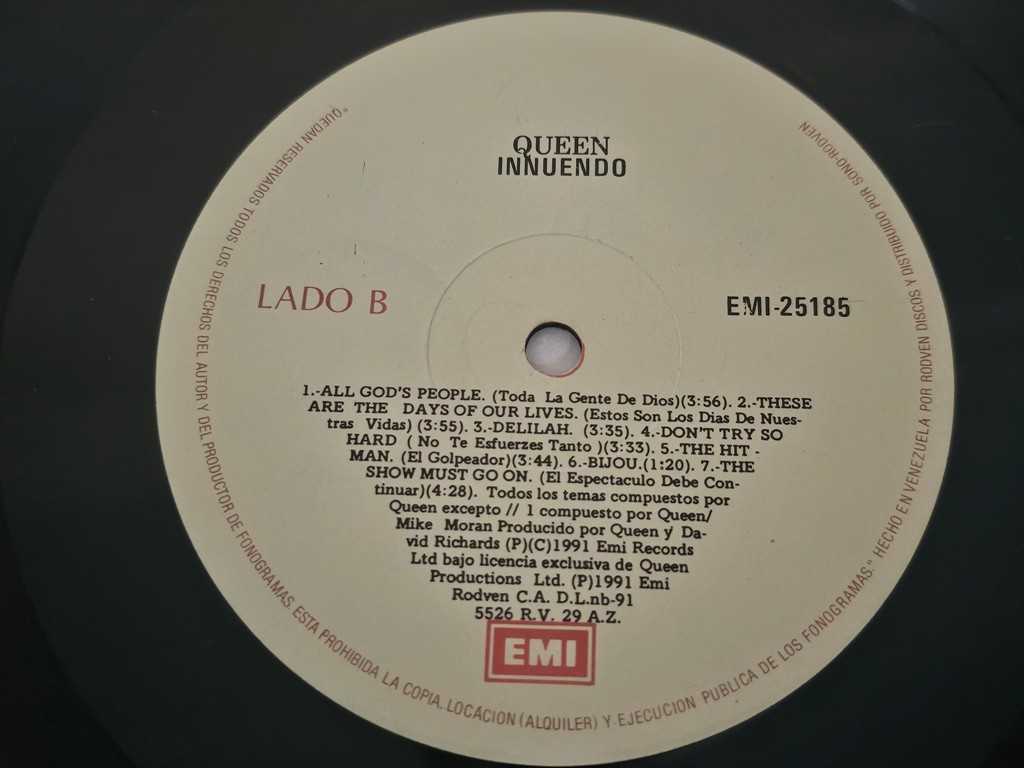 QUEEN
INNUENDO
LADO B
EMI-25185
1.-ALL GOD'S PEOPLE. (Toda La Gente De Dios)(3:56). 2.-THESE
ARE THE DAYS OF OUR LIVES. (Estos Son Los Dias De Nues-
tras Vidas) (3:55). 3.-DELILAH. (3:35). 4.-DON'T TRY SO
HARD ( No Te Esfuerzes Tanto )(3:33). 5.-THE HIT -
MAN. (El Golpeador)(3:44). 6.-BIJOU.(1:20). 7.-THE
SHOW MUST GO ON. (El Espectaculo Debe Con-
tinuar)(4:28). Todos los temas compuestos por
Queen excepto // 1 compuesto por Queen/
Mike Moran Producido por Queen y Da-
vid Richards (P)(C)1991 Emi Records
Ltd bajo licencia exclusiva de Queen
Productions Ltd. (P)1991 Emi
Rodven C.A. D.L.nb-91
5526 R.V. 29 A.Z.
EMI
"QUEDAN RESERVADOS TODOS LOS DERECHOS DEL AUTOR Y DEL PRODUCTOR DE FONOGRAMAS. ESTA PROHIBIDA LA COPIA, LOCACION (ALQUILER) Y EJECUCION PUBLICA DE LOS FONOGRAMAS." HECHO EN VENEZUELA POR RODVEN DISCOS Y DISTRIBUIDO POR SONO-RODVEN